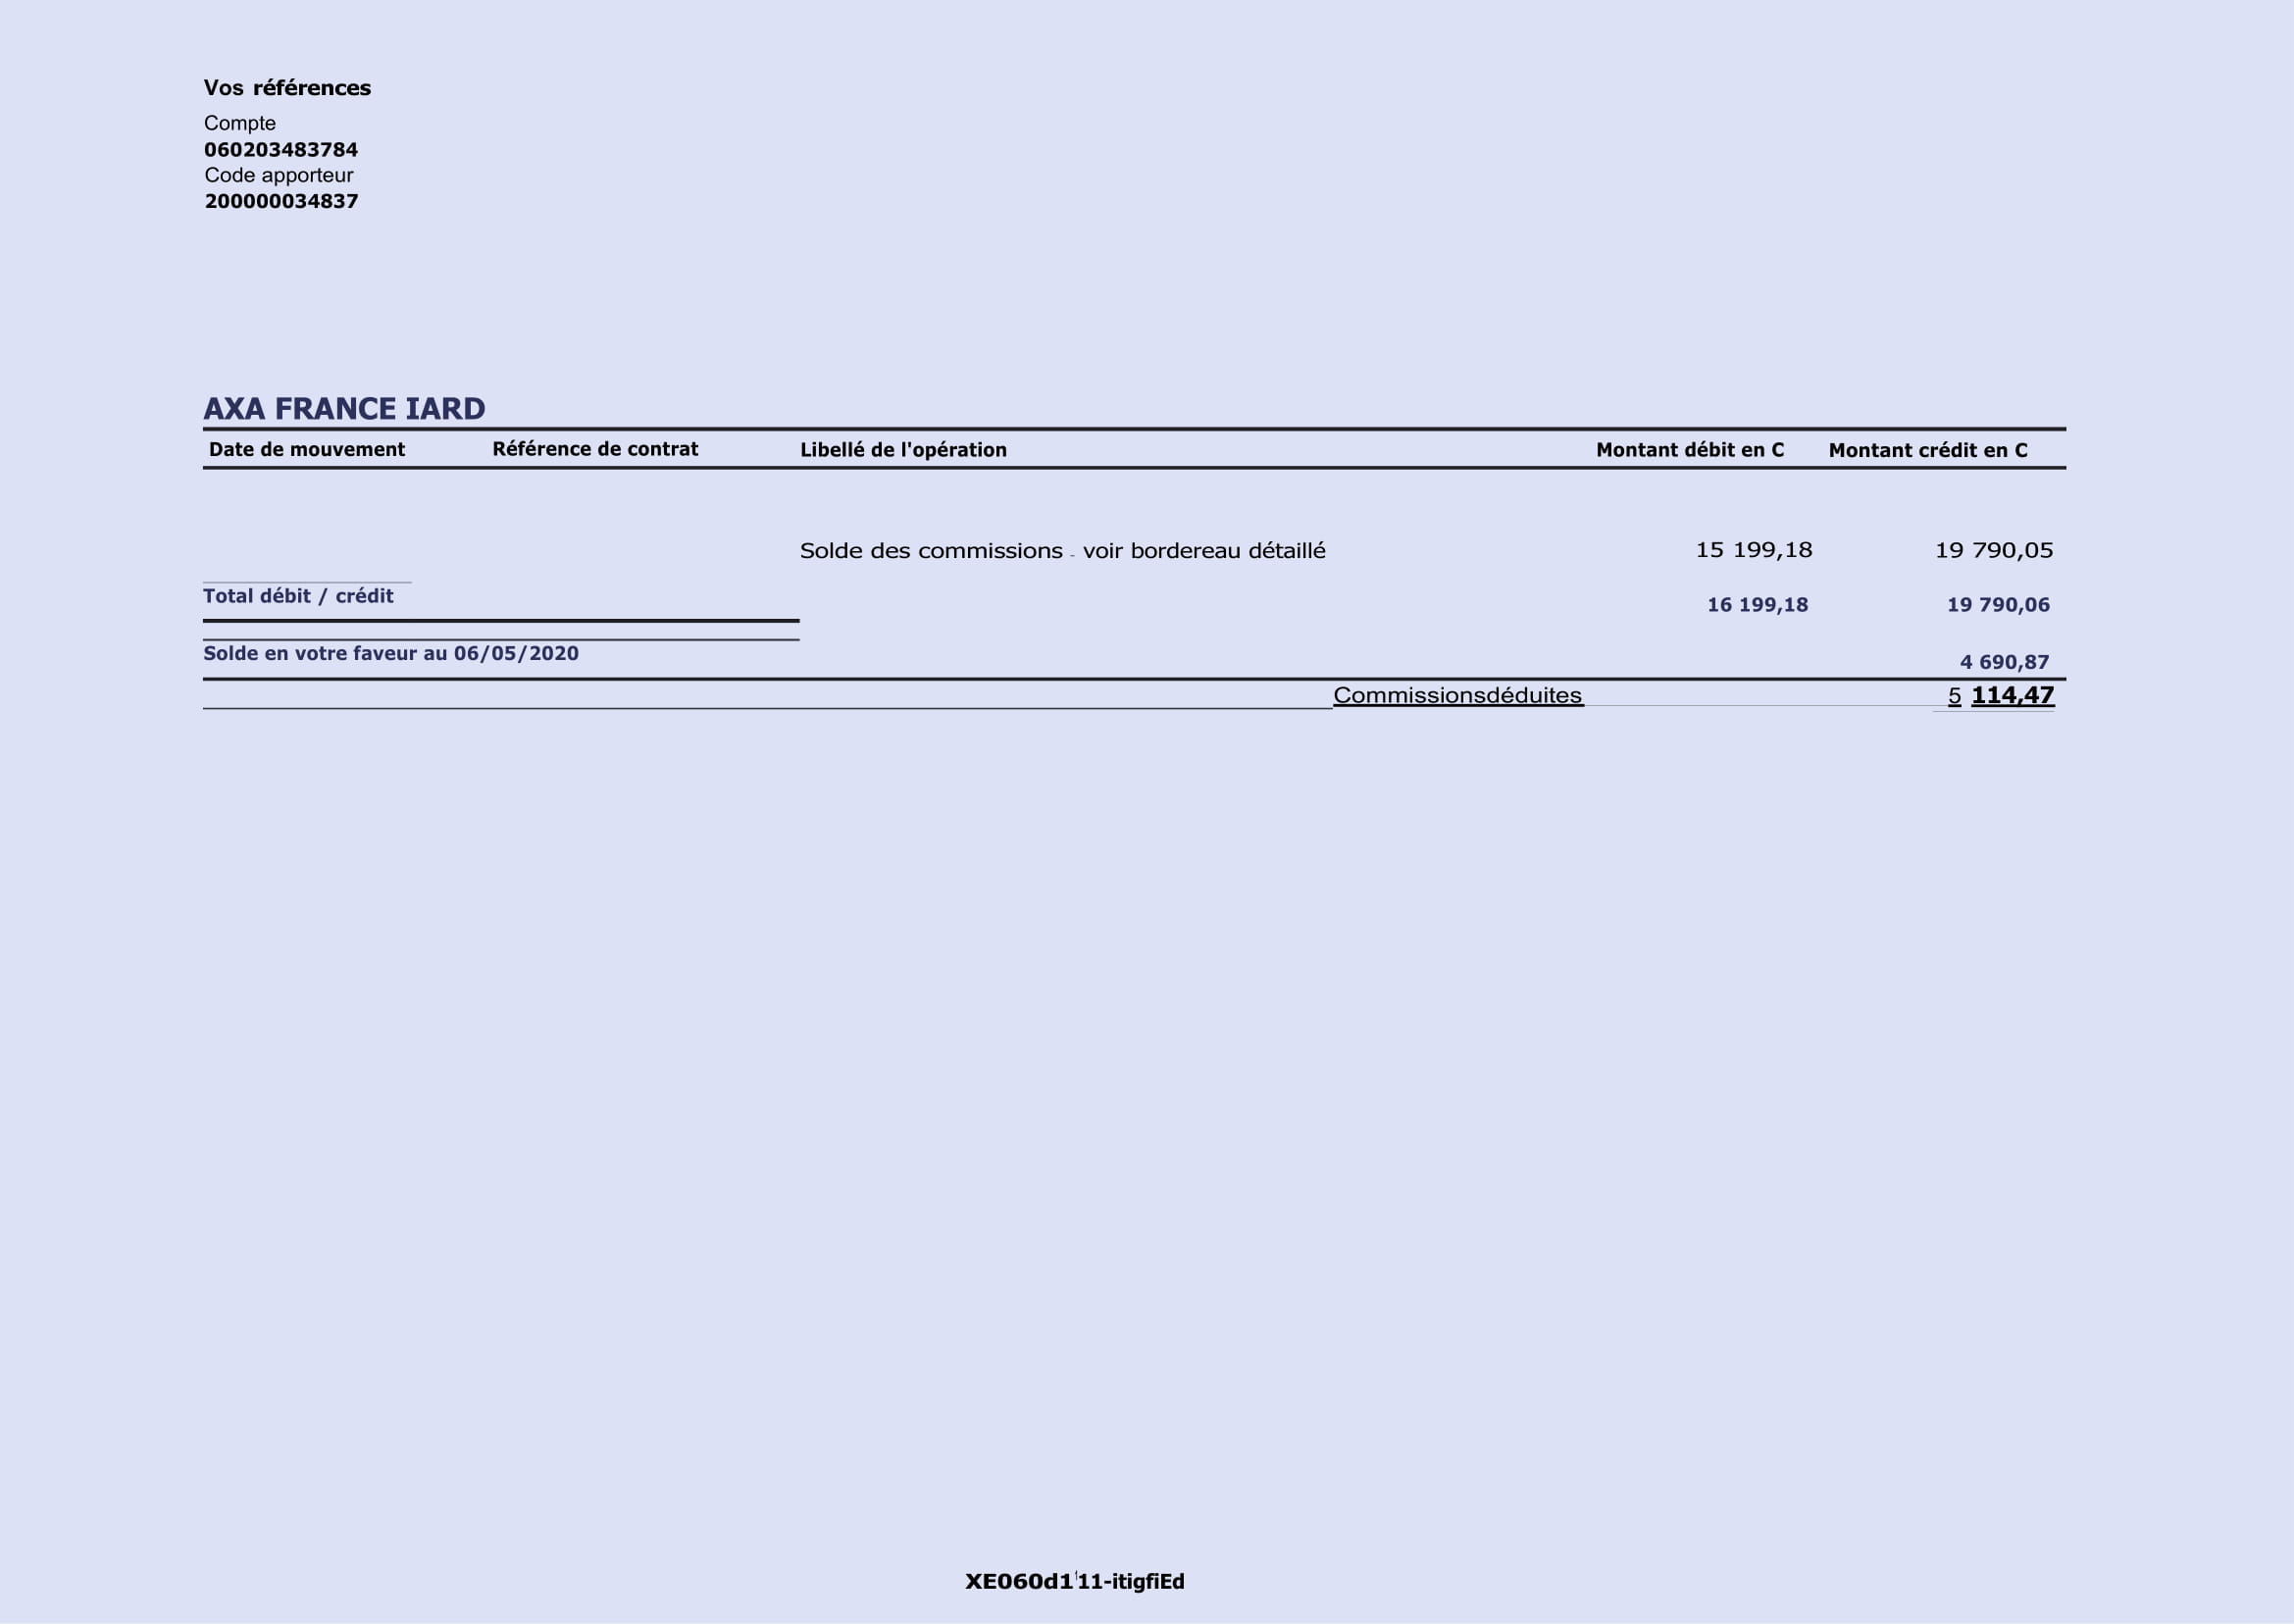 Vos références
Compte
060203483784
Code apporteur
200000034837
AXA FRANCE IARD
Date de mouvement Référence de contrat Libellé de l'opération Montant débit en C Montant crédit en C
Solde des commissions - voir bordereau détaillé 15 199,18 19 790,05
Total débit / crédit 16 199,18 19 790,06
Solde en votre faveur au 06/05/2020 4 690,87
Commissionsdéduites 5 114,47
XE060d1'11-itigfiEd